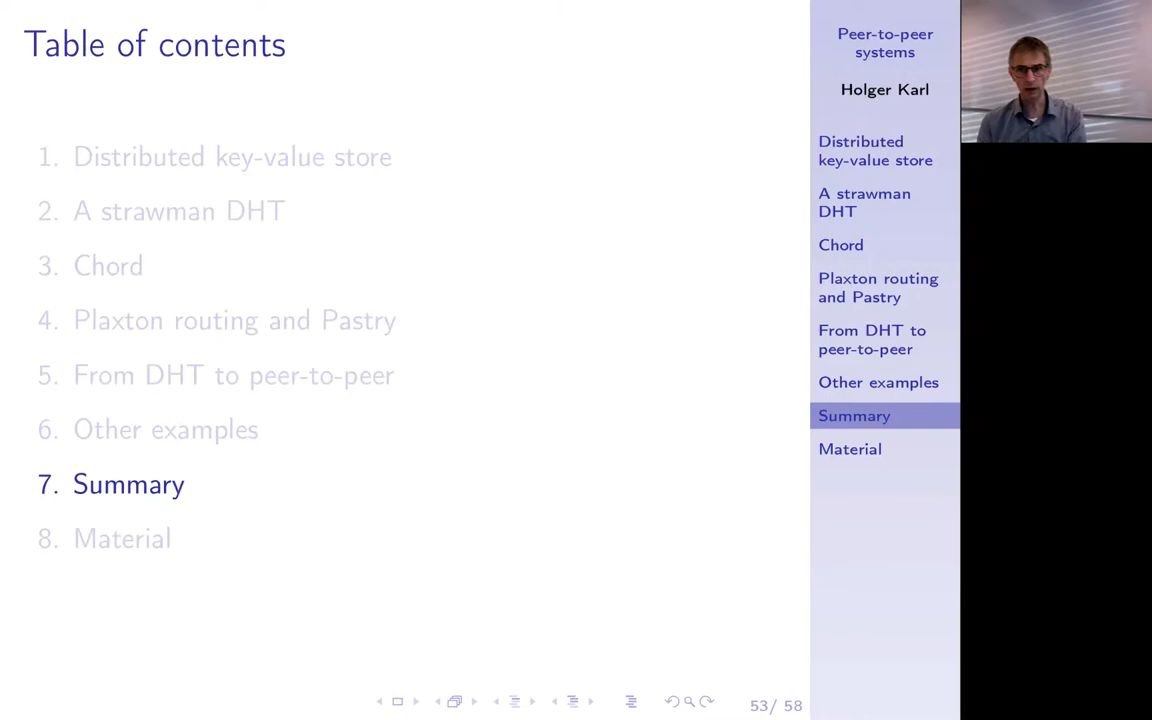 Table of contents
1. Distributed key-value store
2. A strawman DHT
3. Chord
4. Plaxton routing and Pastry
5. From DHT to peer-to-peer
6. Other examples
7. Summary
8. Material
53/ 58
Peer-to-peer
systems
Holger Karl
Distributed
key-value store
A strawman
DHT
Chord
Plaxton routing
and Pastry
From DHT to
peer-to-peer
Other examples
Summary
Material